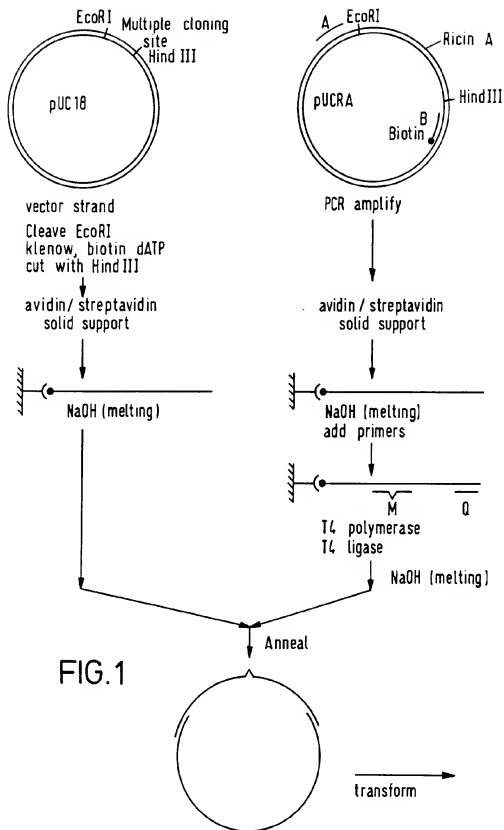 EcoRI
Multiple cloning
site
Hind III
pUC18
vector strand
Cleave EcoRI
klenow, biotin dATP
cut with Hind III
avidin/streptavidin
solid support
NaOH (melting)
A
EcoRI
Ricin A
pUCRA
Hind III
B
Biotin
PCR amplify
avidin/streptavidin
solid support
NaOH (melting)
add primers
M
Q
T4 polymerase
T4 ligase
NaOH (melting)
Anneal
FIG.1
transform